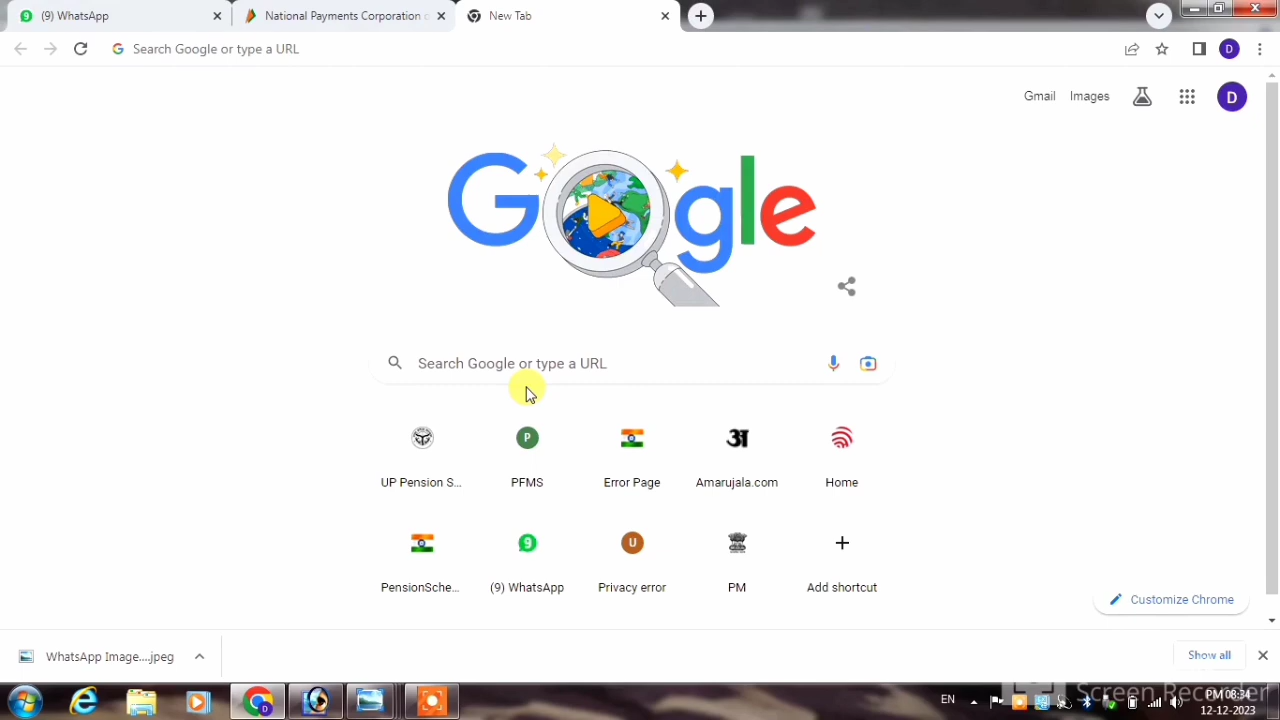 (9) WhatsApp
National Payments Corporation o
New Tab
Search Google or type a URL
D
Gmail
Images
D
Google
Search Google or type a URL
UP Pension S...
P
PFMS
Error Page
अ
Amarujala.com
Home
PensionSche...
9
(9) WhatsApp
U
Privacy error
PM
Add shortcut
Customize Chrome
WhatsApp Image....jpeg
Show all
EN
Screen Recorder
PM 08:34
12-12-2023